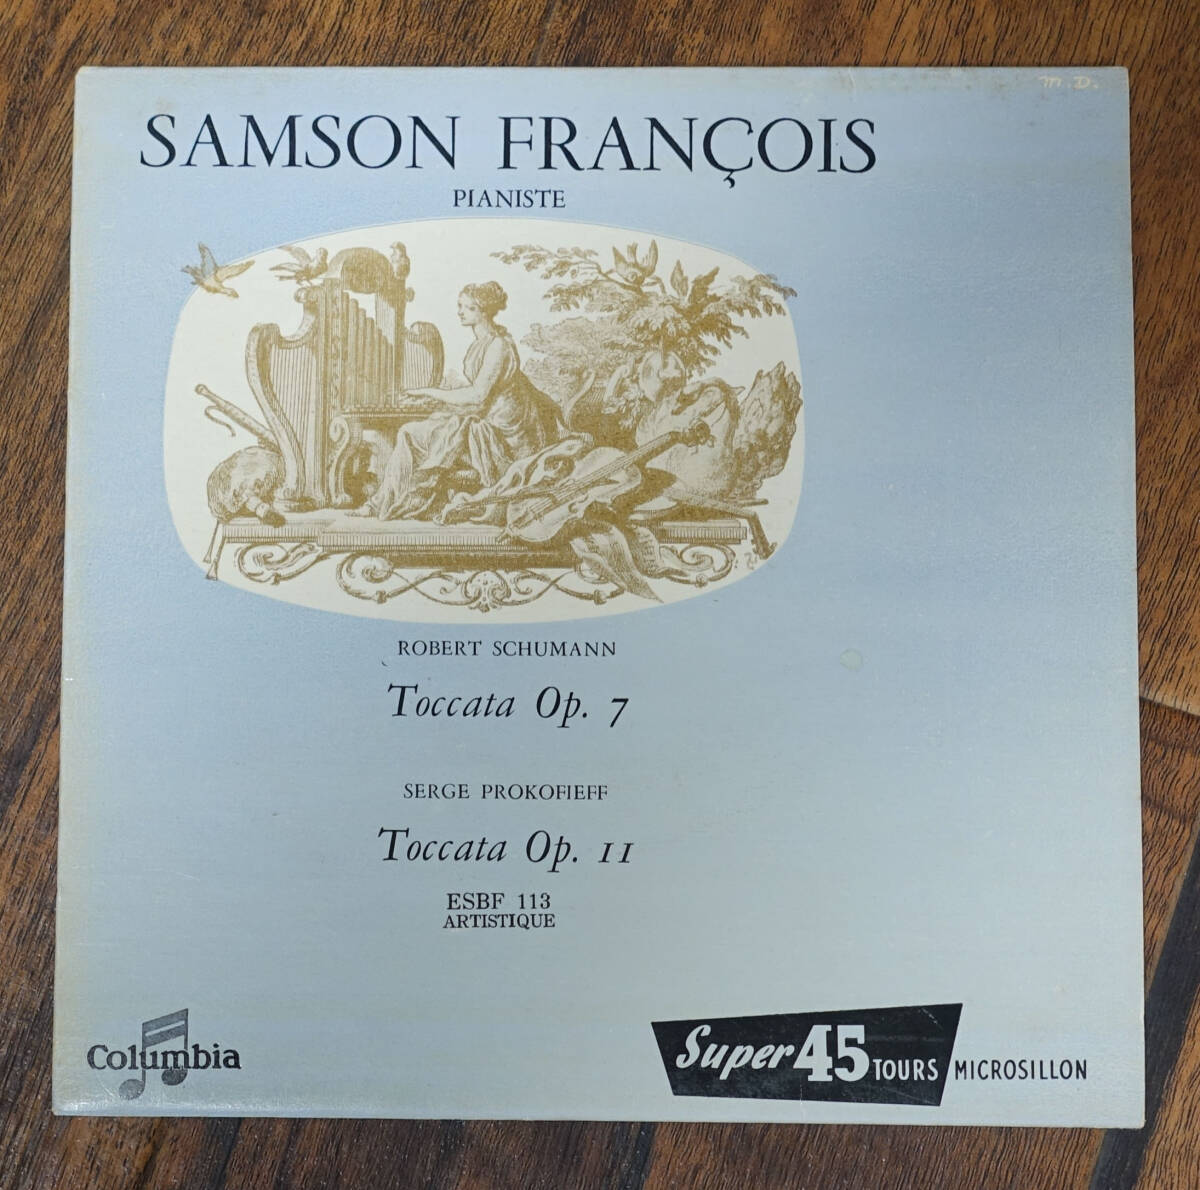 M.D.
SAMSON FRANÇOIS
PIANISTE
ROBERT SCHUMANN
Toccata Op. 7
SERGE PROKOFIEFF
Toccata Op. 11
ESBF 113
ARTISTIQUE
Columbia
Super 45 TOURS MICROSILLON